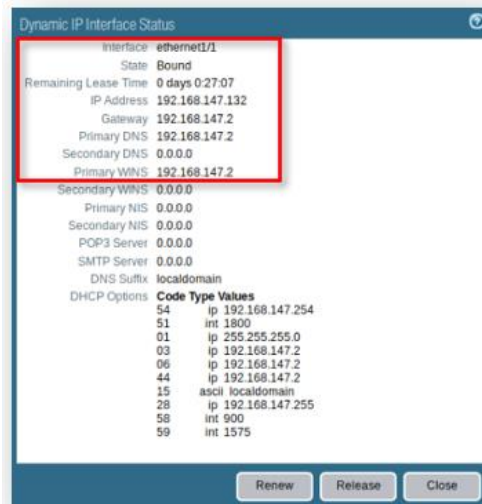 Dynamic IP Interface Status
Interface ethernet1/1
State Bound
Remaining Lease Time 0 days 0:27:07
IP Address 192.168.147.132
Gateway 192.168.147.2
Primary DNS 192.168.147.2
Secondary DNS 0.0.0.0
Primary WINS 192.168.147.2
Secondary WINS 0.0.0.0
Primary NIS 0.0.0.0
Secondary NIS 0.0.0.0
POP3 Server 0.0.0.0
SMTP Server 0.0.0.0
DNS Suffix localdomain
DHCP Options Code Type Values
54 ip 192.168.147.254
51 int 1800
01 ip 255.255.255.0
03 ip 192.168.147.2
06 ip 192.168.147.2
44 ip 192.168.147.2
15 ascii localdomain
28 ip 192.168.147.255
58 int 900
59 int 1575
Renew Release Close